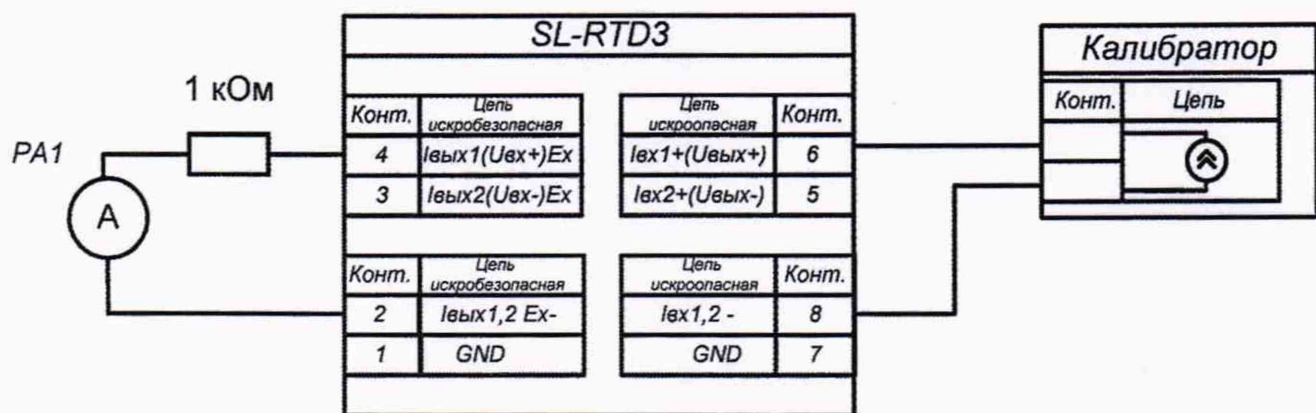 SL-RTD3
Калибратор
1 кОм
PA1
A
Конт. Цепь искробезопасная
4 Iвых1(Uвх+)Ex
3 Iвых2(Uвх-)Ex
Цепь искроопасная Конт.
Iвх1+(Uвых+) 6
Iвх2+(Uвых-) 5
Конт. Цепь
Конт. Цепь искробезопасная
2 Iвых1,2 Ex-
1 GND
Цепь искроопасная Конт.
Iвх1,2 - 8
GND 7